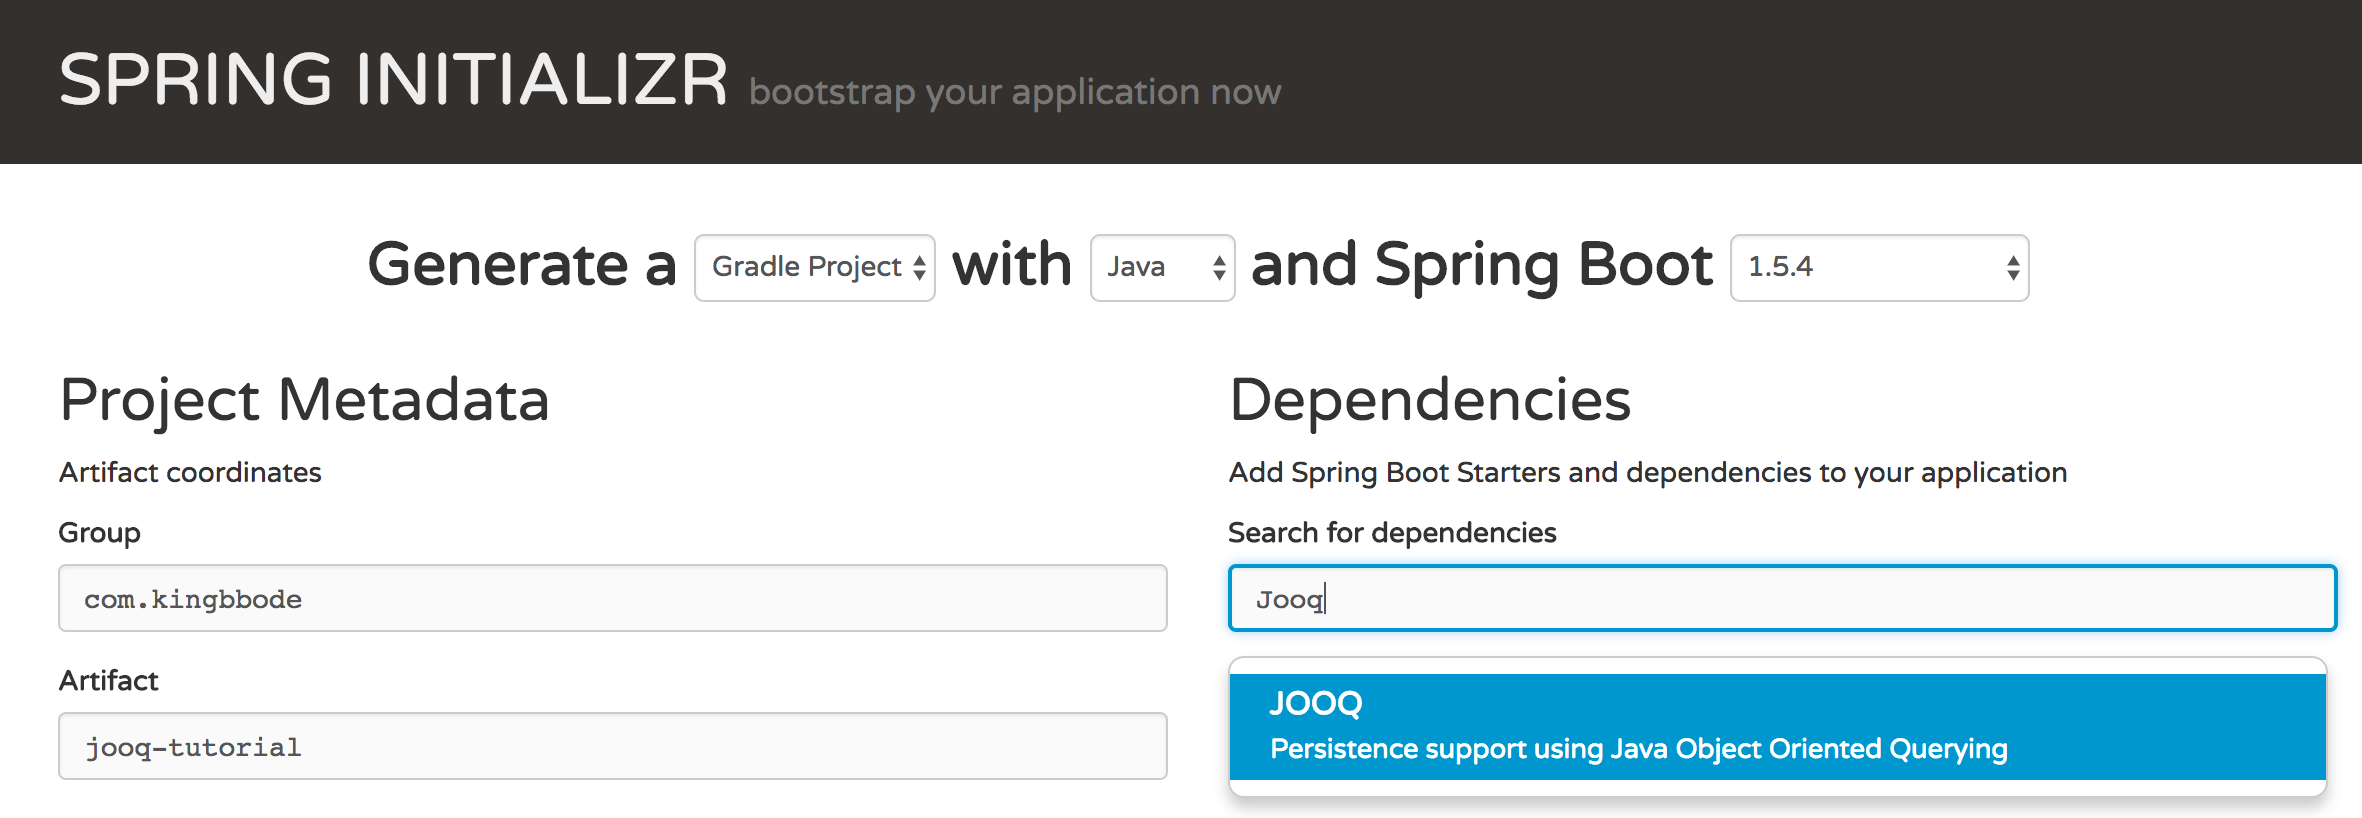 SPRING INITIALIZR bootstrap your application now
Generate a Gradle Project with Java and Spring Boot 1.5.4
Project Metadata
Artifact coordinates
Group
com.kingbbode
Artifact
jooq-tutorial
Dependencies
Add Spring Boot Starters and dependencies to your application
Search for dependencies
Jooq
JOOQ
Persistence support using Java Object Oriented Querying